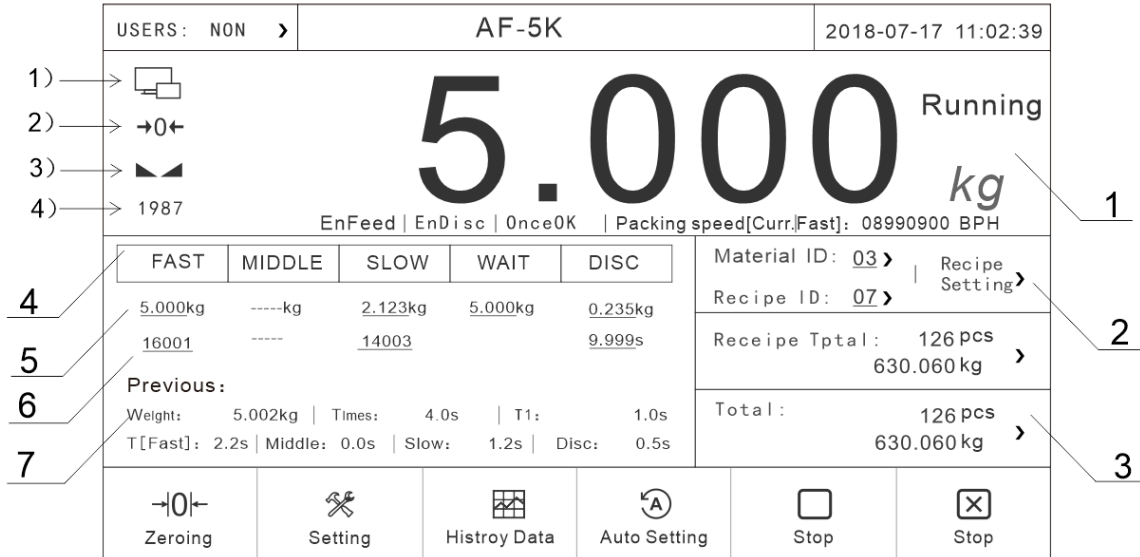 USERS: NON ❯ AF-5K 2018-07-17 11:02:39
1)
2) →0←
3)
4) 1987
5.000 Running
kg
1
EnFeed | EnDisc | OnceOK | Packing speed[Curr.|Fast]: 08990900 BPH
4
FAST MIDDLE SLOW WAIT DISC
5
5.000kg -----kg 2.123kg 5.000kg 0.235kg
6
16001 ----- 14003 9.999s
Previous:
7
Weight: 5.002kg | Times: 4.0s | T1: 1.0s
T[Fast]: 2.2s | Middle: 0.0s | Slow: 1.2s | Disc: 0.5s
Material ID: 03 ❯ | Recipe
Setting ❯
Recipe ID: 07 ❯
2
Receipe Tptal: 126 pcs
630.060 kg ❯
Total: 126 pcs
630.060 kg ❯
3
→|0|←
Zeroing Setting Histroy Data Auto Setting Stop Stop